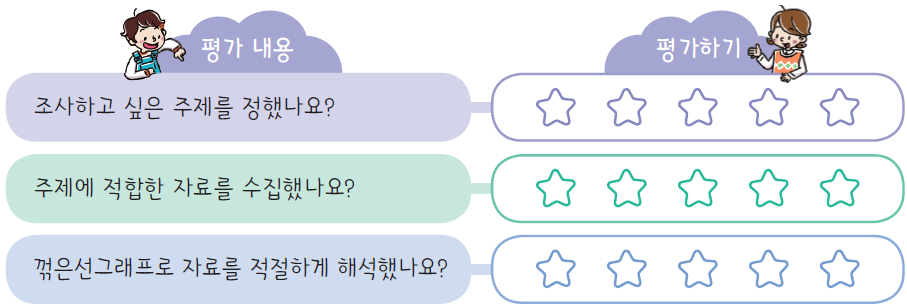 평가 내용
평가하기
조사하고 싶은 주제를 정했나요?
주제에 적합한 자료를 수집했나요?
꺾은선그래프로 자료를 적절하게 해석했나요?